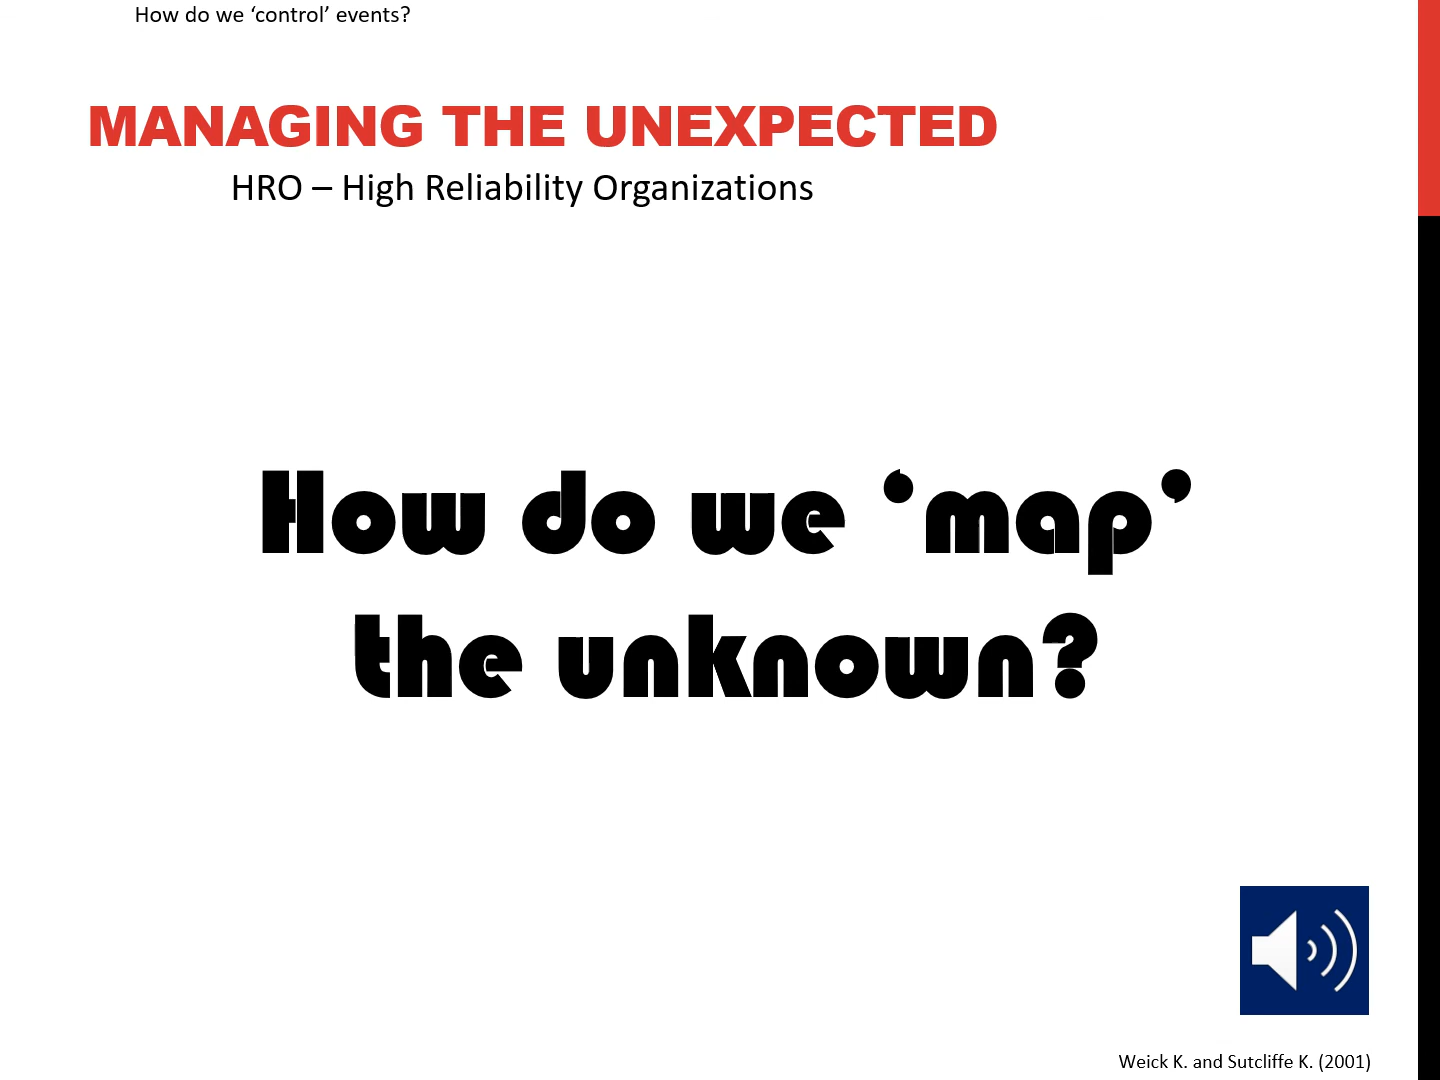 How do we ‘control’ events?
MANAGING THE UNEXPECTED
HRO – High Reliability Organizations
How do we ‘map’
the unknown?
Weick K. and Sutcliffe K. (2001)